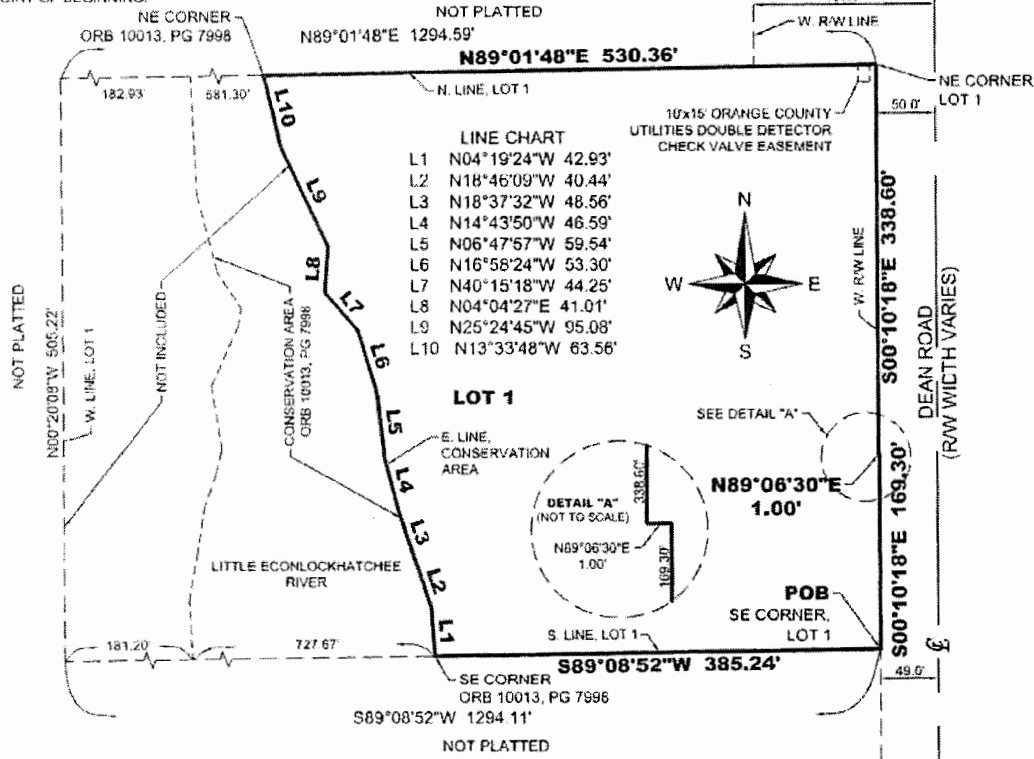 POINT OF BEGINNING.
NOT PLATTED
NE CORNER
ORB 10013, PG 7998
N89°01'48"E 1294.59'
W. R/W LINE
N89°01'48"E 530.36'
182.93'
581.30'
N. LINE, LOT 1
NE CORNER
LOT 1
50.0'
10'x15' ORANGE COUNTY
UTILITIES DOUBLE DETECTOR
CHECK VALVE EASEMENT
LINE CHART
L1 N04°19'24"W 42.93'
L2 N18°46'09"W 40.44'
L3 N18°37'32"W 48.56'
L4 N14°43'50"W 46.59'
L5 N06°47'57"W 59.54'
L6 N16°58'24"W 53.30'
L7 N40°15'18"W 44.25'
L8 N04°04'27"E 41.01'
L9 N25°24'45"W 95.08'
L10 N13°33'48"W 63.56'
L10
L9
L8
L7
L6
L5
L4
L3
L2
L1
N
W
E
S
NOT PLATTED
N00°20'08"W 505.22'
W. LINE, LOT 1
NOT INCLUDED
CONSERVATION AREA
ORB 10013, PG 7998
LOT 1
E. LINE,
CONSERVATION
AREA
W. R/W LINE
S00°10'18"E 338.60'
DEAN ROAD
(R/W WIDTH VARIES)
SEE DETAIL "A"
N89°06'30"E
1.00'
S00°10'18"E 169.30'
DETAIL "A"
(NOT TO SCALE)
338.60'
N89°06'30"E
1.00'
169.30'
LITTLE ECONLOCKHATCHEE
RIVER
POB
SE CORNER,
LOT 1
S. LINE, LOT 1
181.20'
727.67'
S89°08'52"W 385.24'
CL
49.0'
SE CORNER
ORB 10013, PG 7998
S89°08'52"W 1294.11'
NOT PLATTED